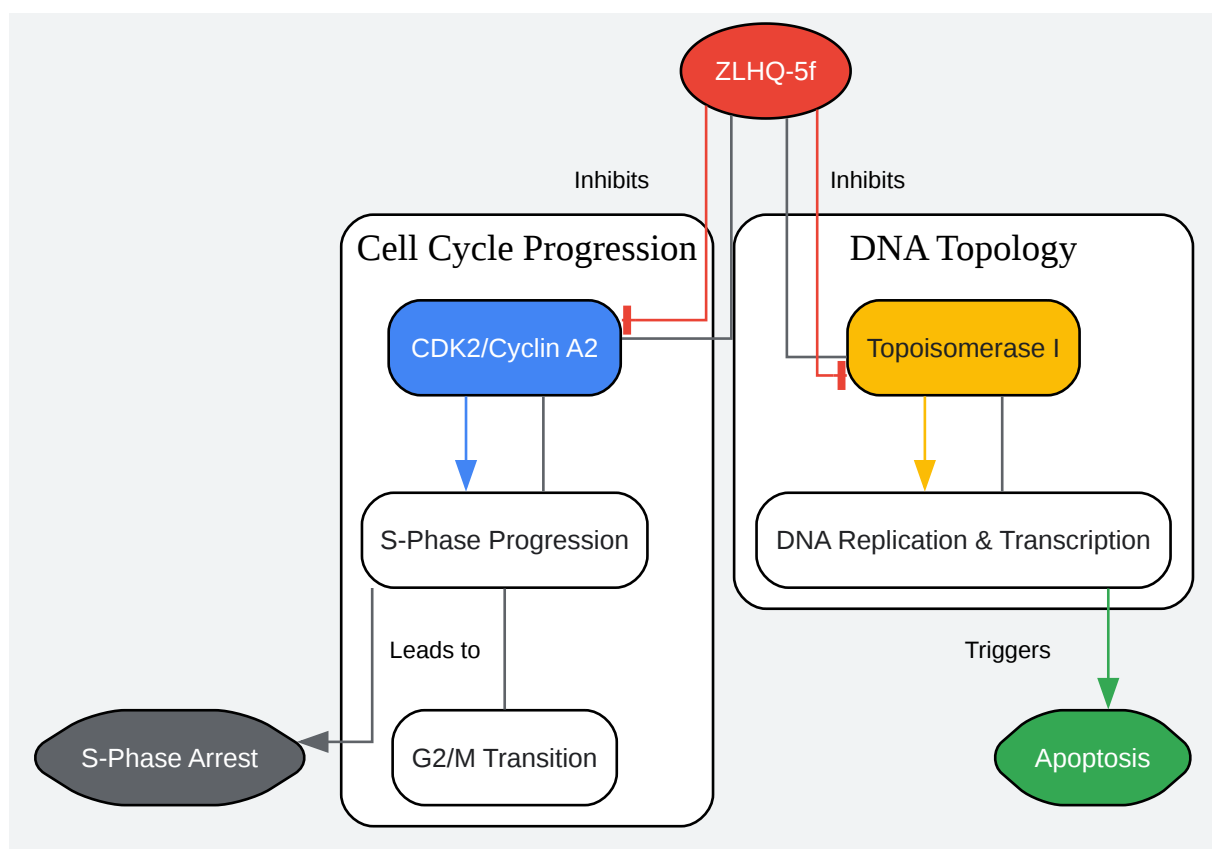 ZLHQ-5f
Inhibits
Inhibits
Cell Cycle Progression
DNA Topology
CDK2/Cyclin A2
Topoisomerase I
S-Phase Progression
DNA Replication & Transcription
Leads to
Triggers
S-Phase Arrest
G2/M Transition
Apoptosis